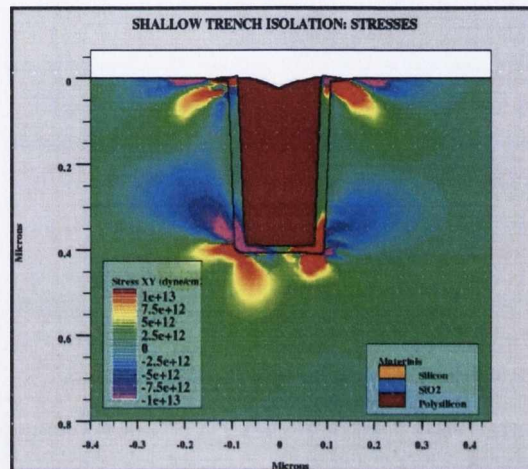 SHALLOW TRENCH ISOLATION: STRESSES
0
0.2
0.4
0.6
0.8
Microns
Stress XY (dyne/cm
1e+13
7.5e+12
5e+12
2.5e+12
0
-2.5e+12
-5e+12
-7.5e+12
-1e+13
Materials
Silicon
SiO2
Polysilicon
-0.4 -0.3 -0.2 -0.1 0 0.1 0.2 0.3 0.4
Microns